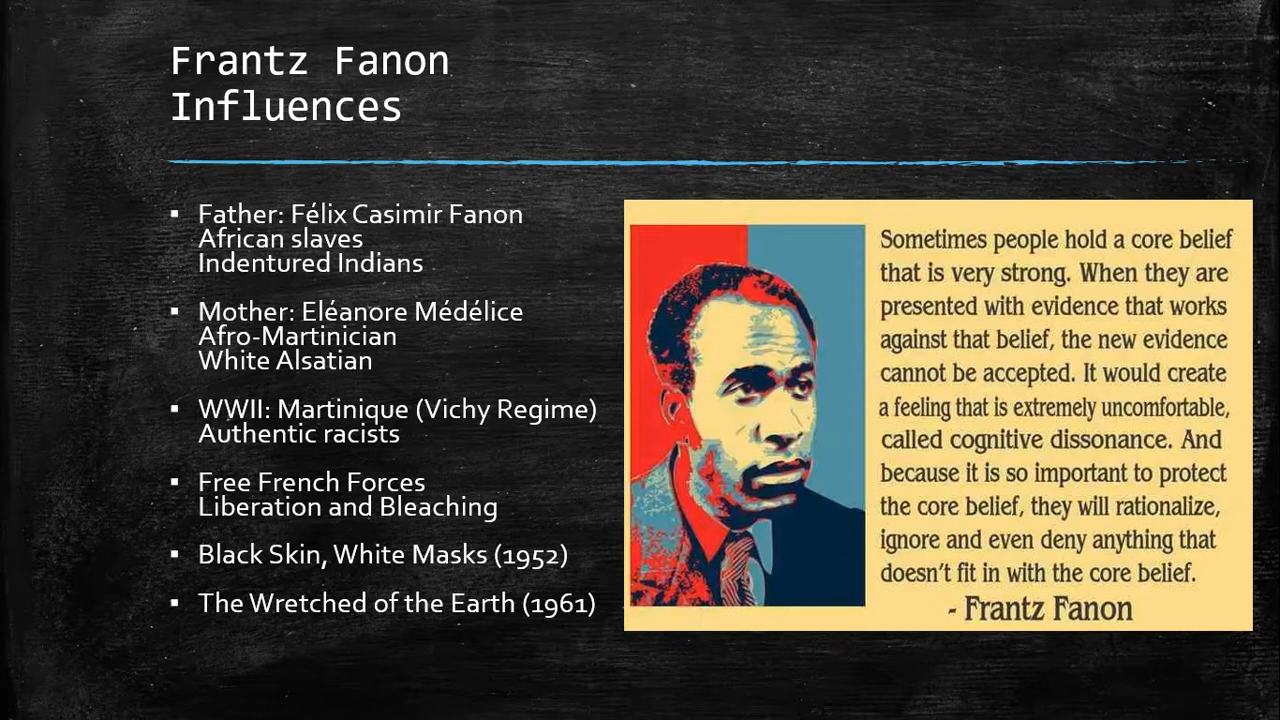 Frantz Fanon
Influences
▪ Father: Félix Casimir Fanon
African slaves
Indentured Indians
▪ Mother: Eléanore Médélice
Afro-Martinician
White Alsatian
▪ WWII: Martinique (Vichy Regime)
Authentic racists
▪ Free French Forces
Liberation and Bleaching
▪ Black Skin, White Masks (1952)
▪ The Wretched of the Earth (1961)
Sometimes people hold a core belief
that is very strong. When they are
presented with evidence that works
against that belief, the new evidence
cannot be accepted. It would create
a feeling that is extremely uncomfortable,
called cognitive dissonance. And
because it is so important to protect
the core belief, they will rationalize,
ignore and even deny anything that
doesn't fit in with the core belief.
- Frantz Fanon